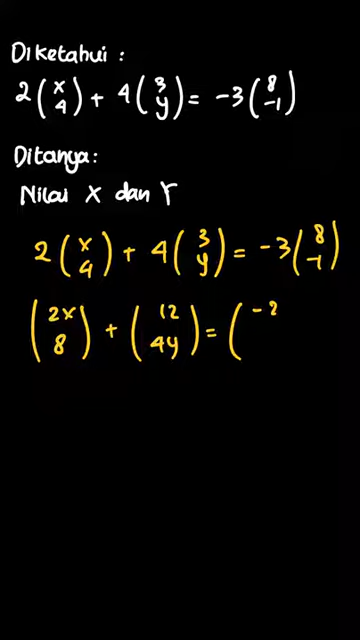 Diketahui :
2(x 4) + 4(3 y) = -3(8 -1)
Ditanya:
Nilai X dan Y
2(x 4) + 4(3 y) = -3(8 -1)
(2x 8) + (12 4y) = (-2